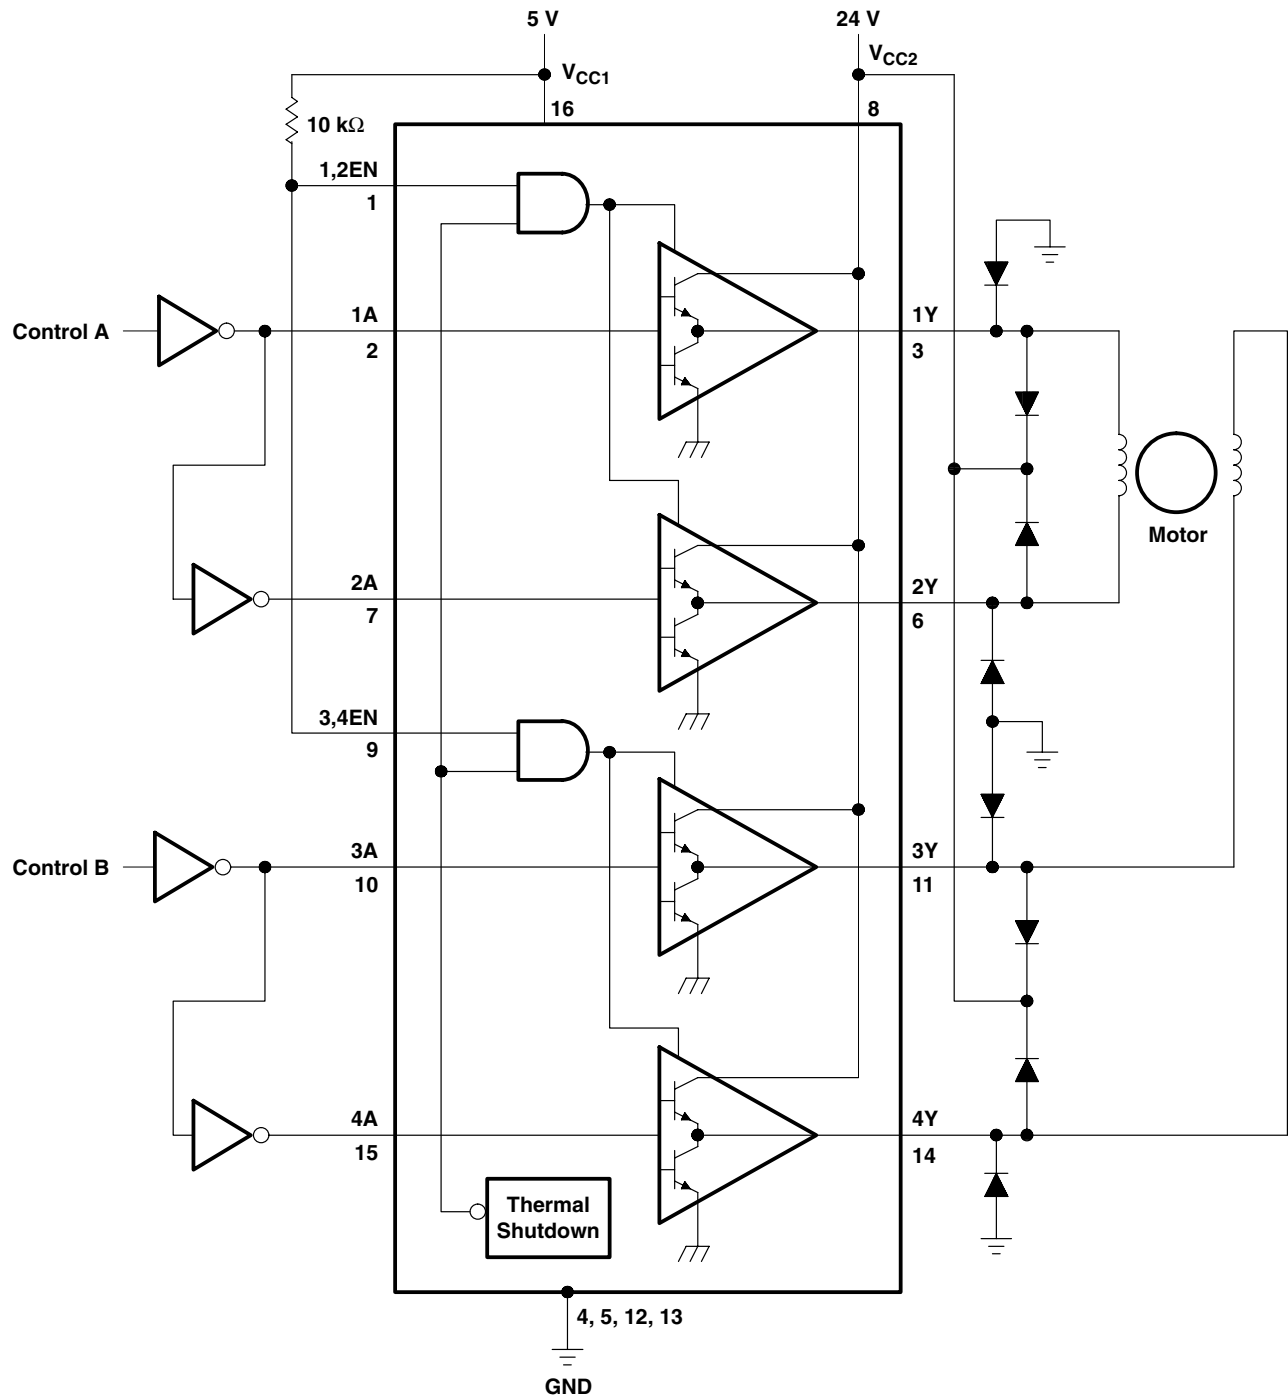 5 V
24 V
VCC1
VCC2
16
8
10 kΩ
1,2EN
1
Control A
1A
2
1Y
3
Motor
2A
7
2Y
6
3,4EN
9
Control B
3A
10
3Y
11
4A
15
4Y
14
Thermal
Shutdown
4, 5, 12, 13
GND